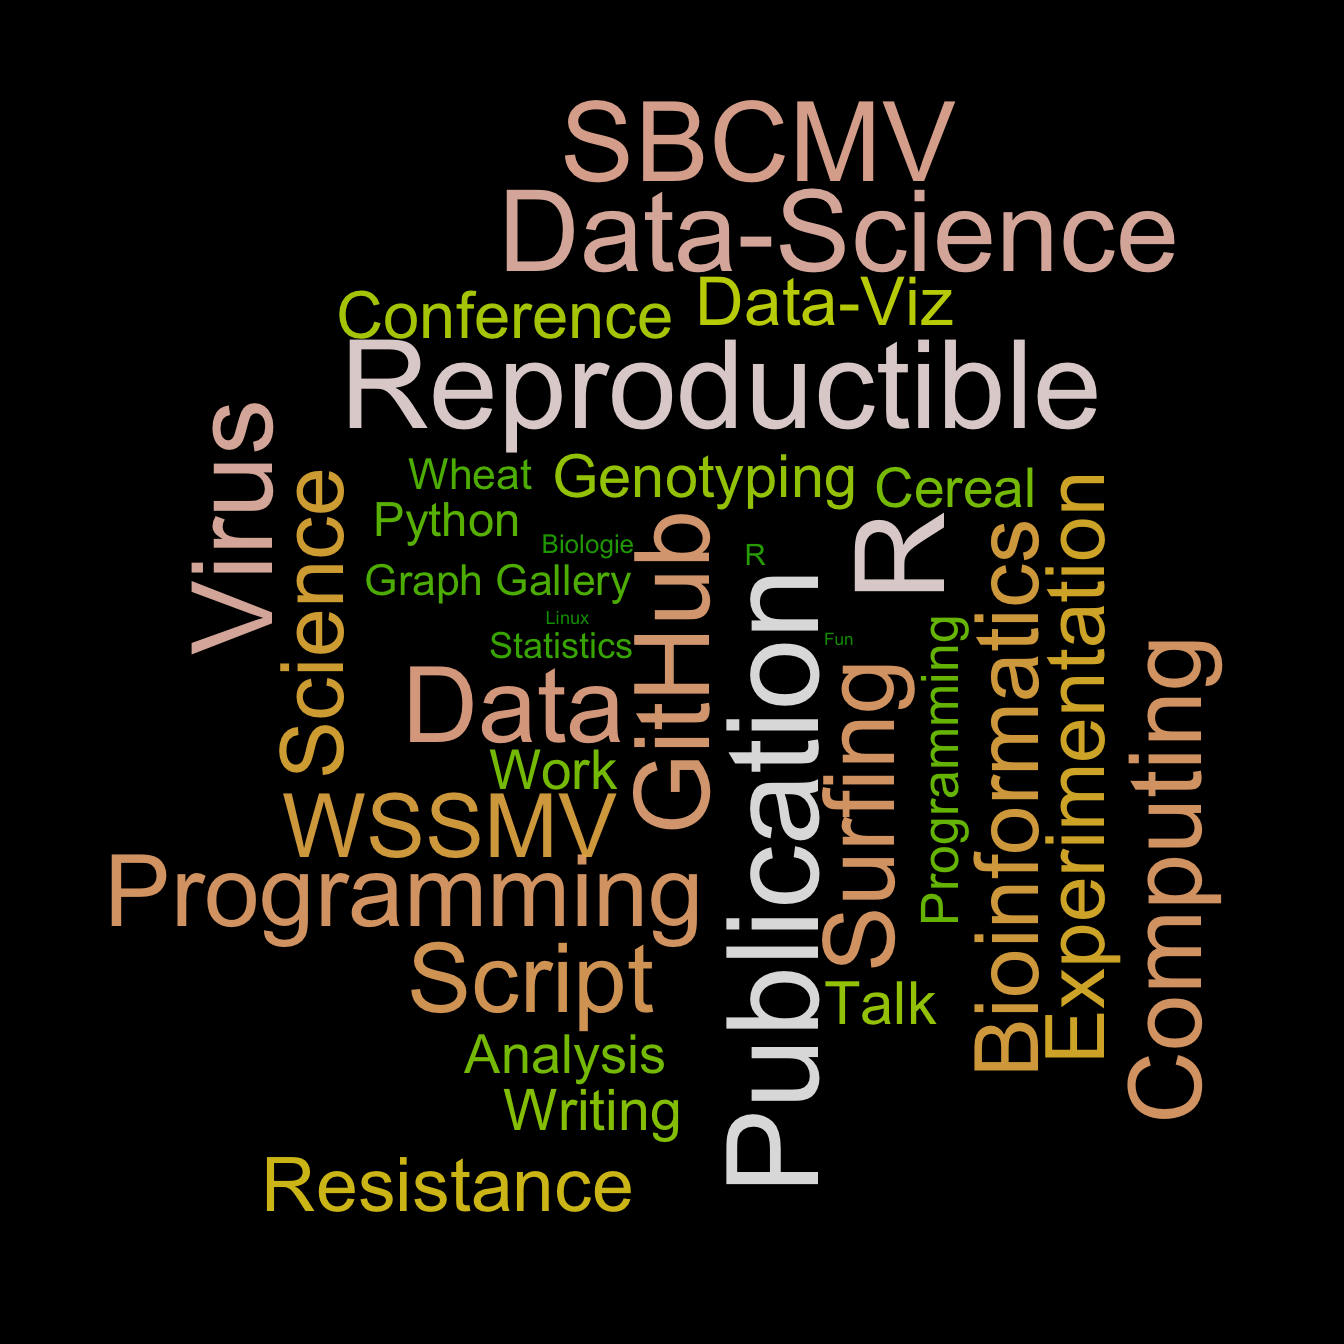 SBCMV
Data-Science
Conference
Data-Viz
Reproductible
Virus
Science
Wheat
Genotyping
Cereal
Python
Biologie
R
R
Graph Gallery
GitHub
Linux
Statistics
Fun
Data
Publication
Surfing
Programming
Bioinformatics
Experimentation
Computing
Work
WSSMV
Programming
Script
Talk
Analysis
Writing
Resistance